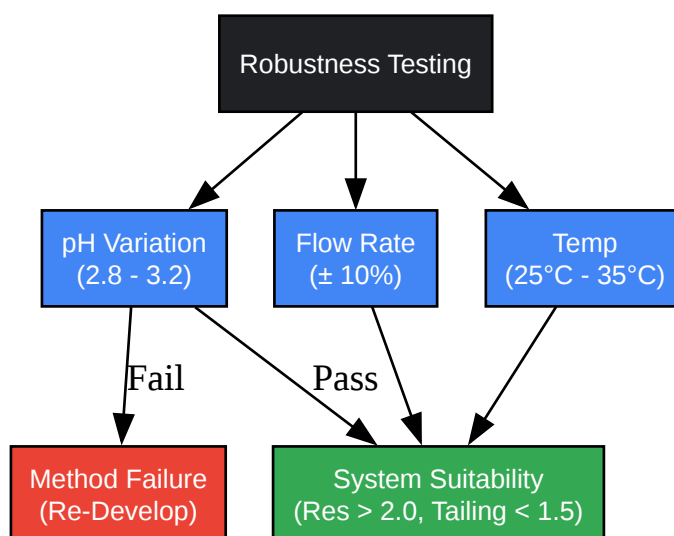 Robustness Testing
pH Variation
(2.8 - 3.2)
Flow Rate
(± 10%)
Temp
(25°C - 35°C)
Fail
Pass
Method Failure
(Re-Develop)
System Suitability
(Res > 2.0, Tailing < 1.5)